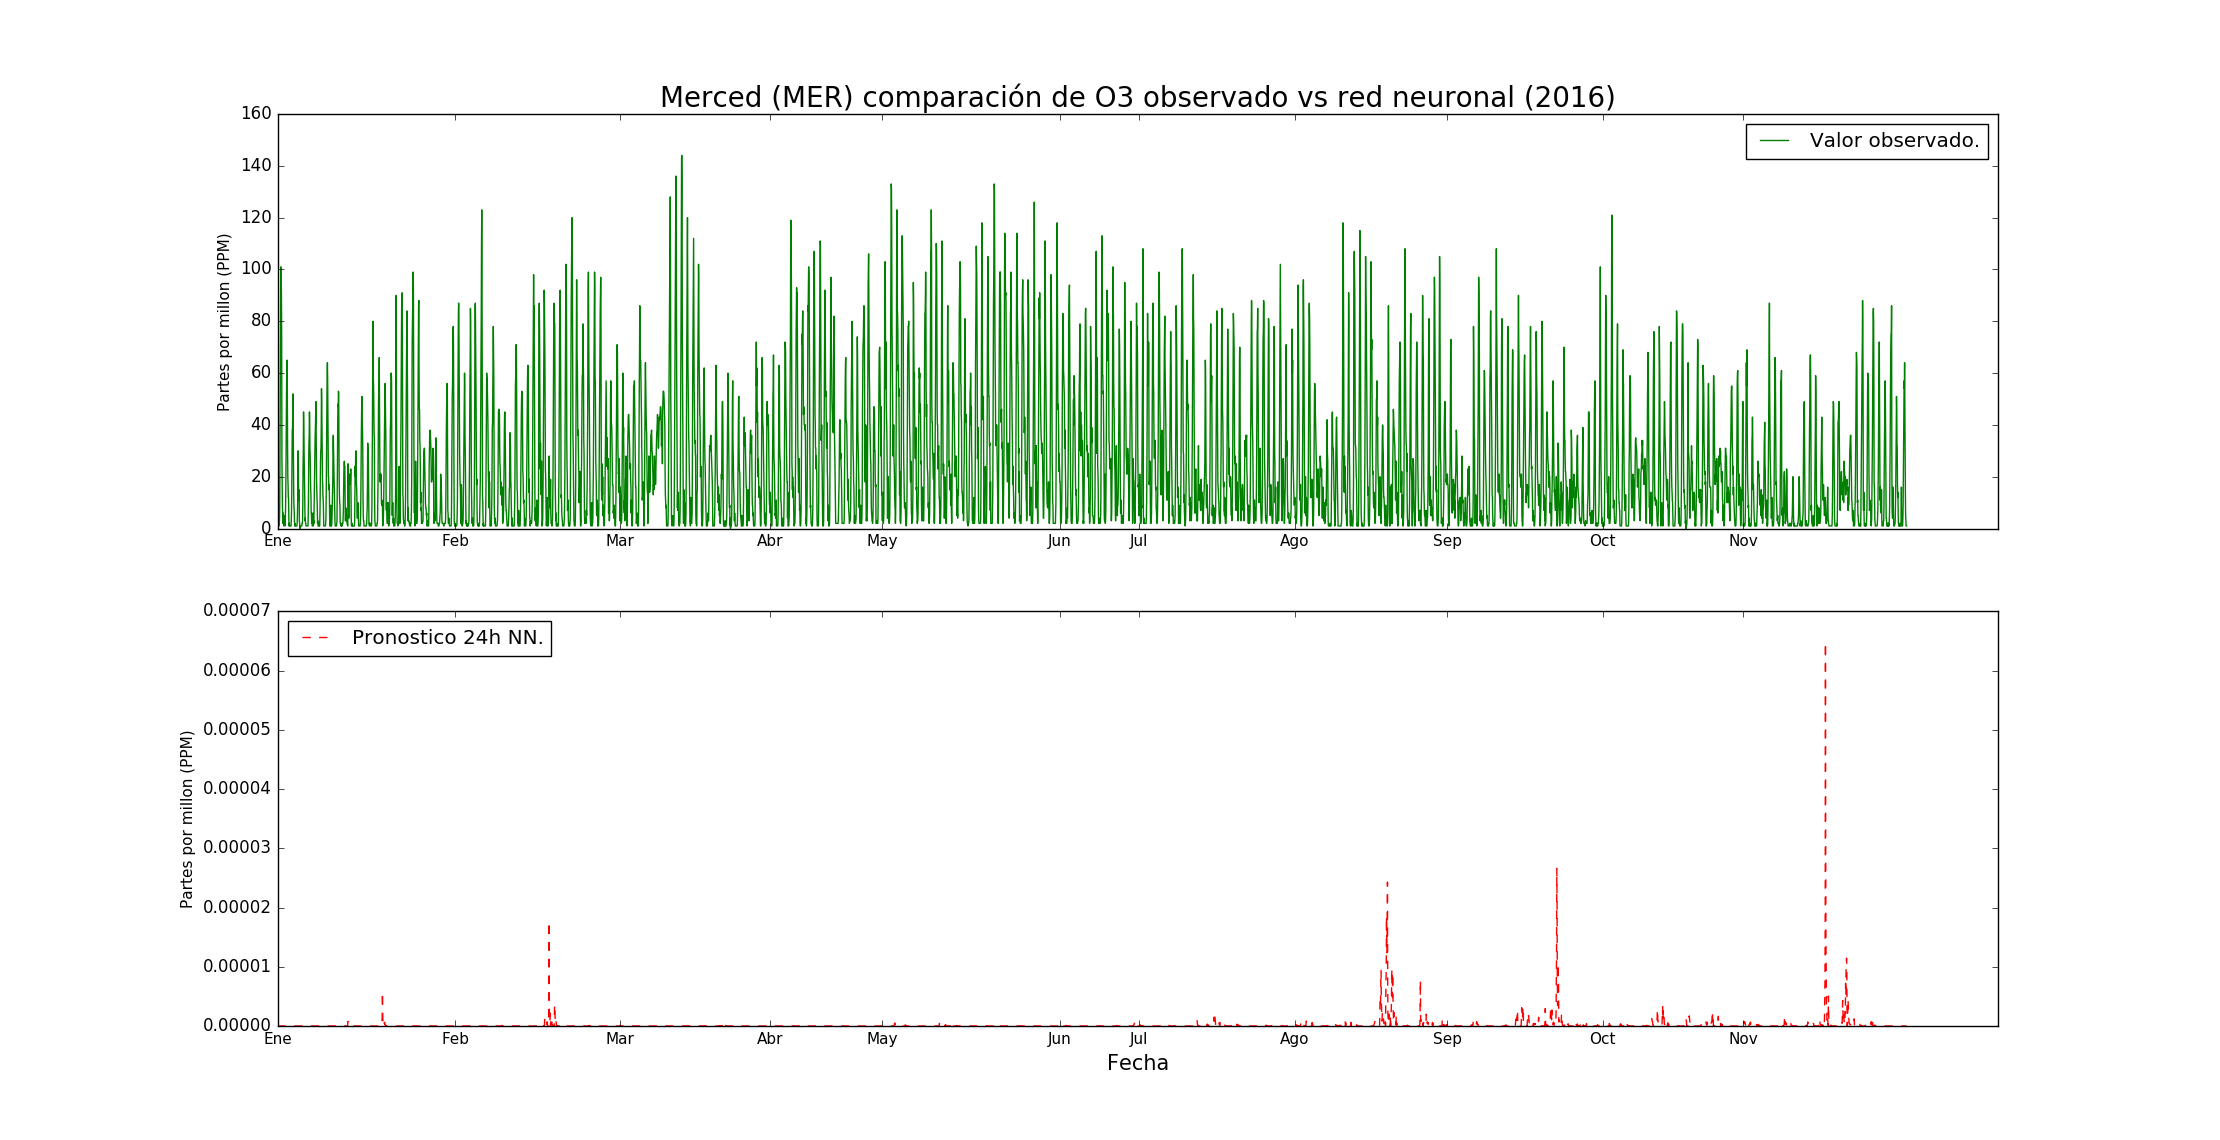 Merced (MER) comparación de O3 observado vs red neuronal (2016)
160
140
120
100
80
60
40
20
0
Partes por millon (PPM)
Valor observado.
Ene Feb Mar Abr May Jun Jul Ago Sep Oct Nov
0.00007
0.00006
0.00005
0.00004
0.00003
0.00002
0.00001
0.00000
Partes por millon (PPM)
Pronostico 24h NN.
Ene Feb Mar Abr May Jun Jul Ago Sep Oct Nov
Fecha